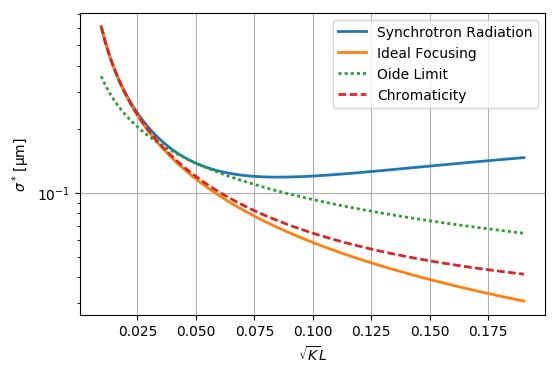 Synchrotron Radiation
Ideal Focusing
Oide Limit
Chromaticity
σ* [μm]
10⁻¹
0.025 0.050 0.075 0.100 0.125 0.150 0.175
√K L